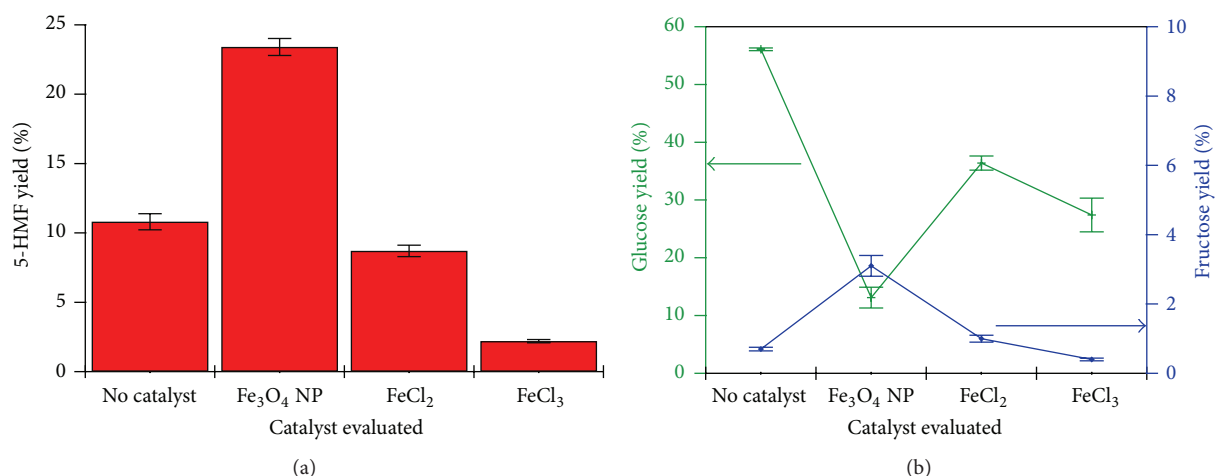 25
20
15
10
5
0
5-HMF yield (%)
No catalyst
Fe₃O₄ NP
FeCl₂
FeCl₃
Catalyst evaluated
(a)
60
50
40
30
20
10
0
Glucose yield (%)
10
8
6
4
2
0
Fructose yield (%)
No catalyst
Fe₃O₄ NP
FeCl₂
FeCl₃
Catalyst evaluated
(b)